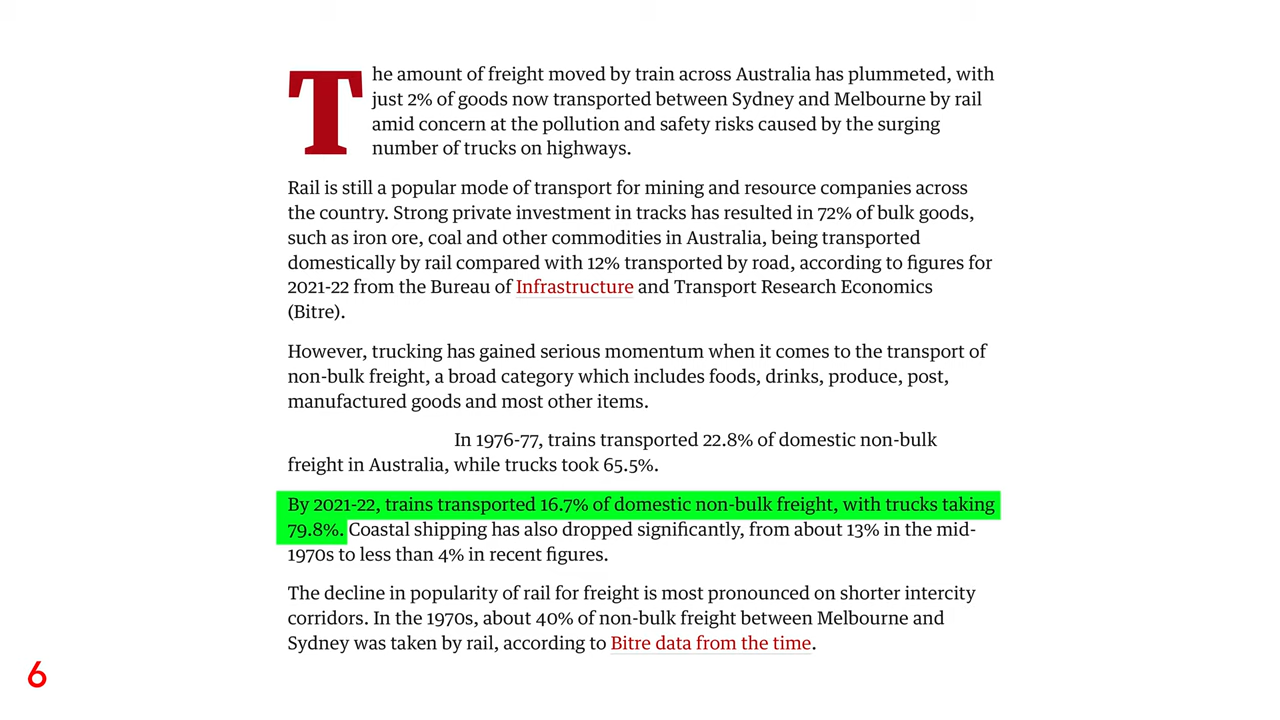 The amount of freight moved by train across Australia has plummeted, with
just 2% of goods now transported between Sydney and Melbourne by rail
amid concern at the pollution and safety risks caused by the surging
number of trucks on highways.
Rail is still a popular mode of transport for mining and resource companies across
the country. Strong private investment in tracks has resulted in 72% of bulk goods,
such as iron ore, coal and other commodities in Australia, being transported
domestically by rail compared with 12% transported by road, according to figures for
2021-22 from the Bureau of Infrastructure and Transport Research Economics
(Bitre).
However, trucking has gained serious momentum when it comes to the transport of
non-bulk freight, a broad category which includes foods, drinks, produce, post,
manufactured goods and most other items.
In 1976-77, trains transported 22.8% of domestic non-bulk
freight in Australia, while trucks took 65.5%.
By 2021-22, trains transported 16.7% of domestic non-bulk freight, with trucks taking
79.8%. Coastal shipping has also dropped significantly, from about 13% in the mid-
1970s to less than 4% in recent figures.
The decline in popularity of rail for freight is most pronounced on shorter intercity
corridors. In the 1970s, about 40% of non-bulk freight between Melbourne and
Sydney was taken by rail, according to Bitre data from the time.
6